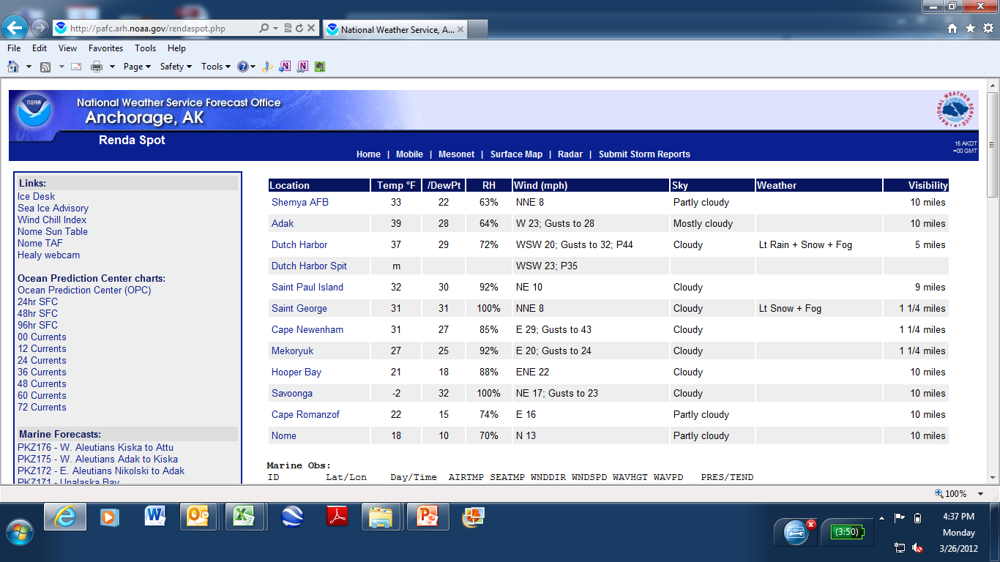 http://pafc.arh.noaa.gov/rendaspot.php
National Weather Service, A...
File Edit View Favorites Tools Help
Page Safety Tools
NOAA
National Weather Service Forecast Office
Anchorage, AK
NATIONAL WEATHER SERVICE
Renda Spot
16 AKDT
=00 GMT
Home | Mobile | Mesonet | Surface Map | Radar | Submit Storm Reports
Links:
Ice Desk
Sea Ice Advisory
Wind Chill Index
Nome Sun Table
Nome TAF
Healy webcam
Ocean Prediction Center charts:
Ocean Prediction Center (OPC)
24hr SFC
48hr SFC
96hr SFC
00 Currents
12 Currents
24 Currents
36 Currents
48 Currents
60 Currents
72 Currents
Marine Forecasts:
PKZ176 - W. Aleutians Kiska to Attu
PKZ175 - W. Aleutians Adak to Kiska
PKZ172 - E. Aleutians Nikolski to Adak
PKZ171 - Unalaska Bay
Location Temp °F /DewPt RH Wind (mph) Sky Weather Visibility
Shemya AFB 33 22 63% NNE 8 Partly cloudy 10 miles
Adak 39 28 64% W 23; Gusts to 28 Mostly cloudy 10 miles
Dutch Harbor 37 29 72% WSW 20; Gusts to 32; P44 Cloudy Lt Rain + Snow + Fog 5 miles
Dutch Harbor Spit m WSW 23; P35
Saint Paul Island 32 30 92% NE 10 Cloudy 9 miles
Saint George 31 31 100% NNE 8 Cloudy Lt Snow + Fog 1 1/4 miles
Cape Newenham 31 27 85% E 29; Gusts to 43 Cloudy 1 1/4 miles
Mekoryuk 27 25 92% E 20; Gusts to 24 Cloudy 1 1/4 miles
Hooper Bay 21 18 88% ENE 22 Cloudy 10 miles
Savoonga -2 32 100% NE 17; Gusts to 23 Cloudy 10 miles
Cape Romanzof 22 15 74% E 16 Partly cloudy 10 miles
Nome 18 10 70% N 13 Partly cloudy 10 miles
Marine Obs:
ID Lat/Lon Day/Time AIRTMP SEATMP WNDDIR WNDSPD WAVHGT WAVPD PRES/TEND
100%
(3:50)
4:37 PM
Monday
3/26/2012